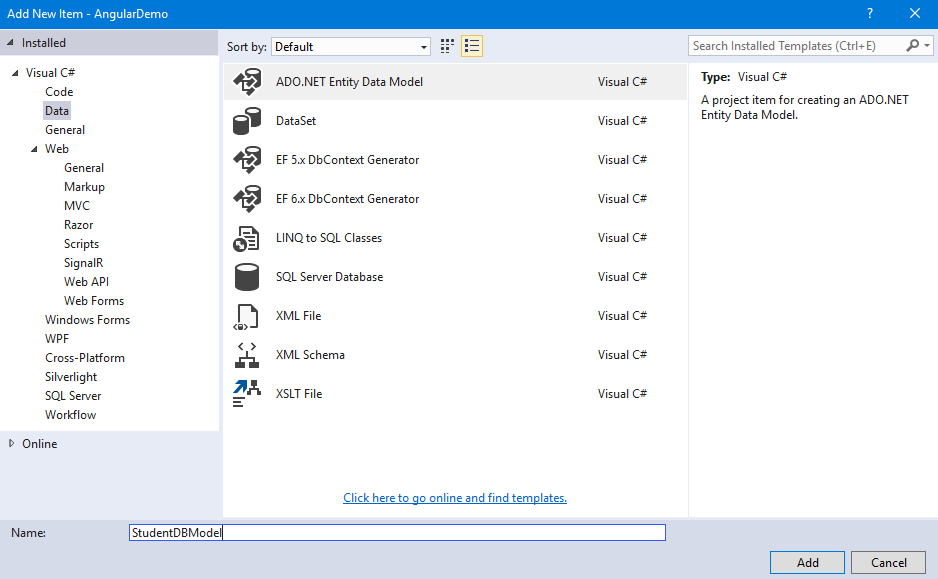 Add New Item - AngularDemo
?
Installed
Sort by: Default
Search Installed Templates (Ctrl+E)
Visual C#
Code
Data
General
Web
General
Markup
MVC
Razor
Scripts
SignalR
Web API
Web Forms
Windows Forms
WPF
Cross-Platform
Silverlight
SQL Server
Workflow
Online
ADO.NET Entity Data Model Visual C#
DataSet Visual C#
EF 5.x DbContext Generator Visual C#
EF 6.x DbContext Generator Visual C#
LINQ to SQL Classes Visual C#
SQL Server Database Visual C#
XML File Visual C#
XML Schema Visual C#
XSLT File Visual C#
Click here to go online and find templates.
Type: Visual C#
A project item for creating an ADO.NET
Entity Data Model.
Name: StudentDBModel
Add Cancel